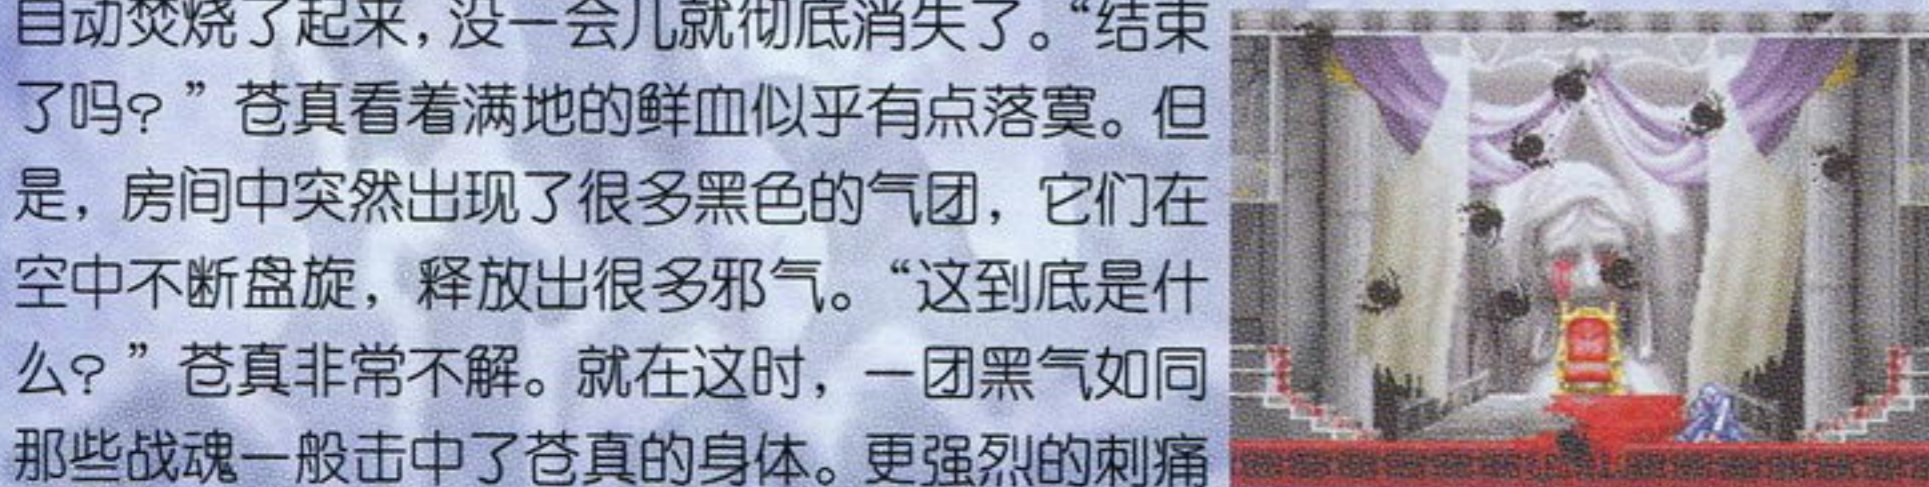 自动焚烧了起来，没一会儿就彻底消失了。“结束
了吗？”苍真看着满地的鲜血似乎有点落寞。但
是，房间中突然出现了很多黑色的气团，它们在
空中不断盘旋，释放出很多邪气。“这到底是什
么？”苍真非常不解。就在这时，一团黑气如同
那些战魂一般击中了苍真的身体。更强烈的刺痛